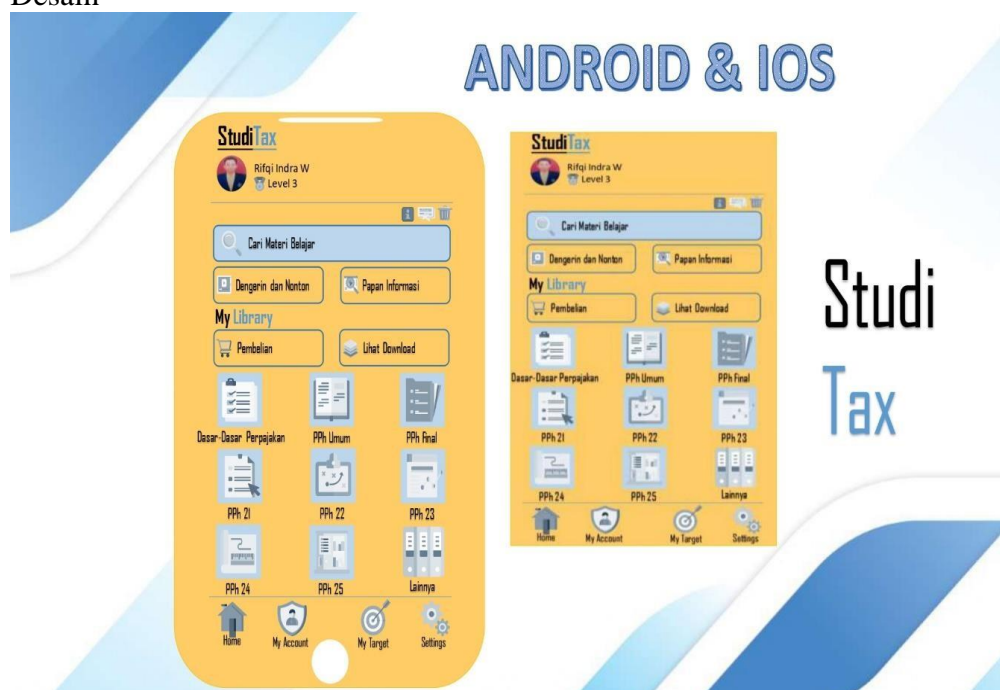 Desain
ANDROID & IOS
StudiTax
Rifqi Indra W
Level 3
Cari Materi Belajar
Dengerin dan Nonton
Papan Informasi
My Library
Pembelian
Lihat Download
Dasar-Dasar Perpajakan
PPh Umum
PPh Final
PPh 21
PPh 22
PPh 23
PPh 24
PPh 25
Lainnya
Home
My Account
My Target
Settings
StudiTax
Rifqi Indra W
Level 3
Cari Materi Belajar
Dengerin dan Nonton
Papan Informasi
My Library
Pembelian
Lihat Download
Dasar-Dasar Perpajakan
PPh Umum
PPh Final
PPh 21
PPh 22
PPh 23
PPh 24
PPh 25
Lainnya
Home
My Account
My Target
Settings
Studi
Tax